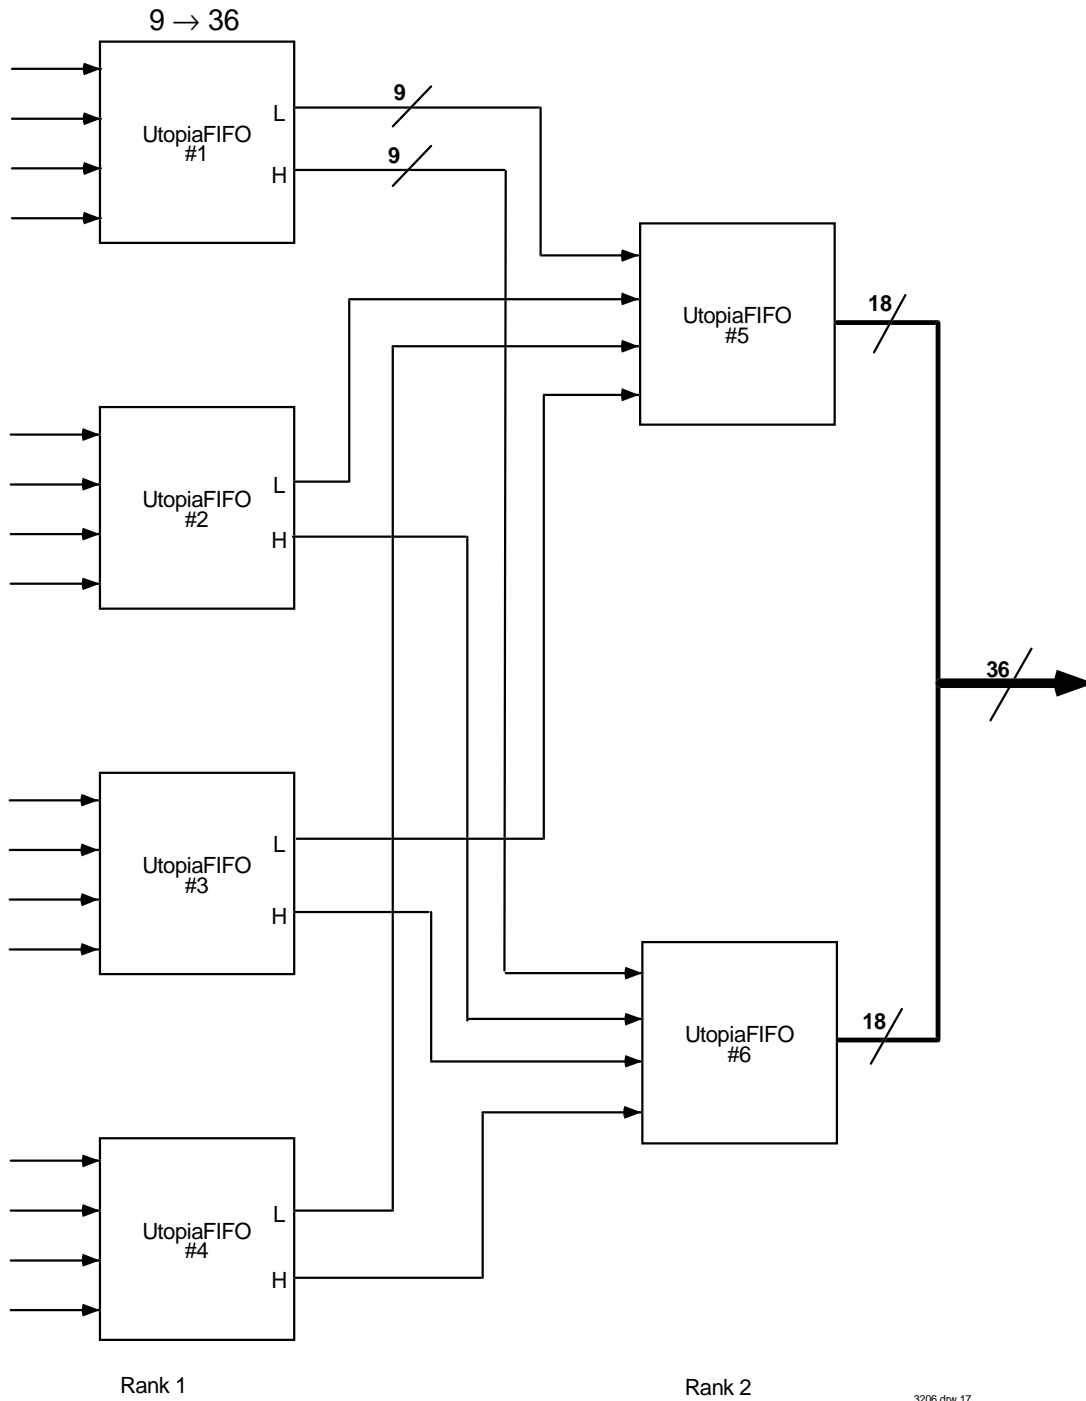 9 → 36
UtopiaFIFO
#1
L
H
9
9
UtopiaFIFO
#5
18
UtopiaFIFO
#2
L
H
36
UtopiaFIFO
#3
L
H
UtopiaFIFO
#6
18
UtopiaFIFO
#4
L
H
Rank 1
Rank 2
3206 drw 17